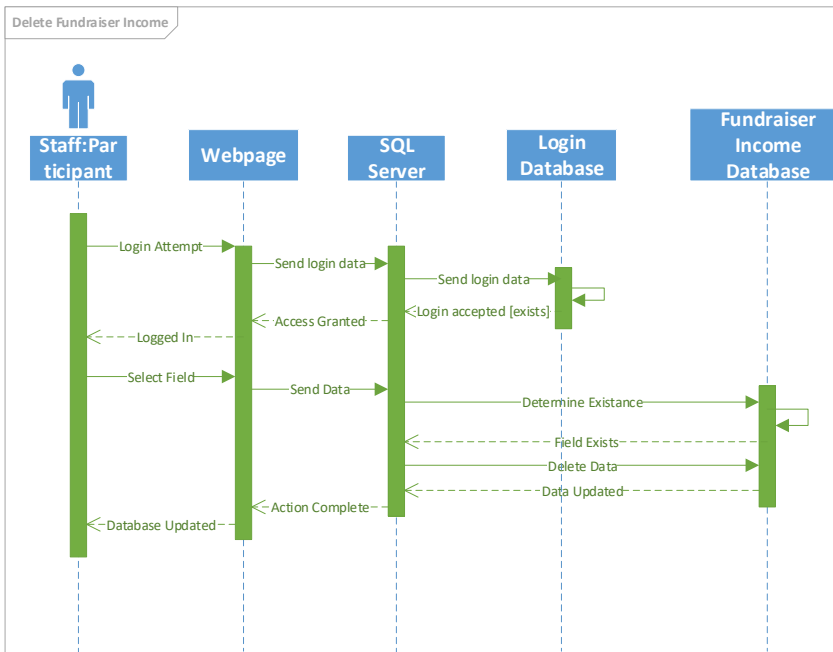 Delete Fundraiser Income
Staff:Par
ticipant
Webpage
SQL
Server
Login
Database
Fundraiser
Income
Database
Login Attempt
Send login data
Send login data
Login accepted [exists]
Access Granted
Logged In
Select Field
Send Data
Determine Existance
Field Exists
Delete Data
Data Updated
Action Complete
Database Updated